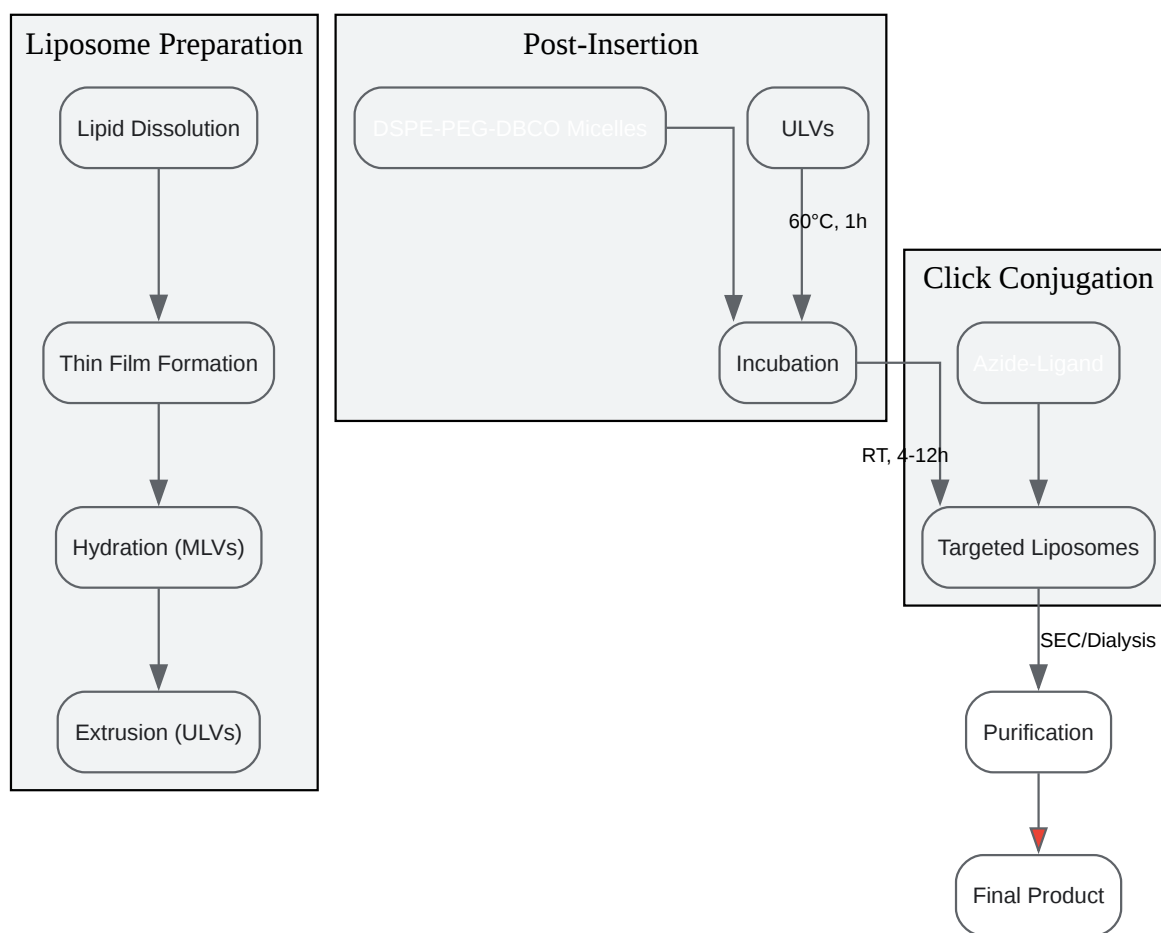 Liposome Preparation
Lipid Dissolution
Thin Film Formation
Hydration (MLVs)
Extrusion (ULVs)
Post-Insertion
DSPE-PEG-DBCO Micelles
ULVs
60°C, 1h
Incubation
RT, 4-12h
Click Conjugation
Azide-Ligand
Targeted Liposomes
SEC/Dialysis
Purification
Final Product